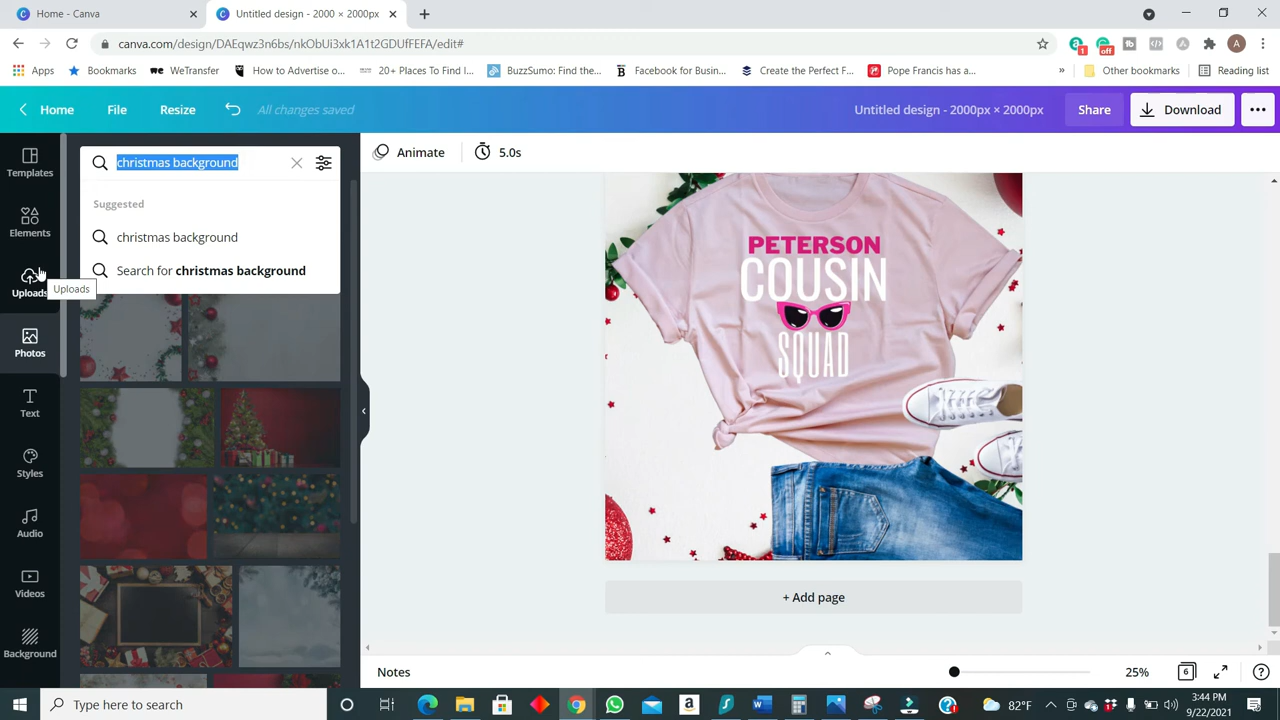 Home - Canva
Untitled design - 2000 × 2000px
canva.com/design/DAEqwz3n6bs/nkObUi3xk1A1t2GDUfFEFA/edit#
1
off
A
Apps
Bookmarks
WeTransfer
How to Advertise o...
20+ Places To Find I...
BuzzSumo: Find the...
Facebook for Busin...
Create the Perfect F...
Pope Francis has a...
»
Other bookmarks
Reading list
Home
File
Resize
All changes saved
Untitled design - 2000px × 2000px
Share
Download
Templates
Elements
Uploads
Photos
Text
Styles
Audio
Videos
Background
christmas background
Suggested
christmas background
Search for christmas background
Uploads
Animate
5.0s
PETERSON
COUSIN
SQUAD
+ Add page
Notes
25%
6
Type here to search
82°F
3:44 PM
9/22/2021